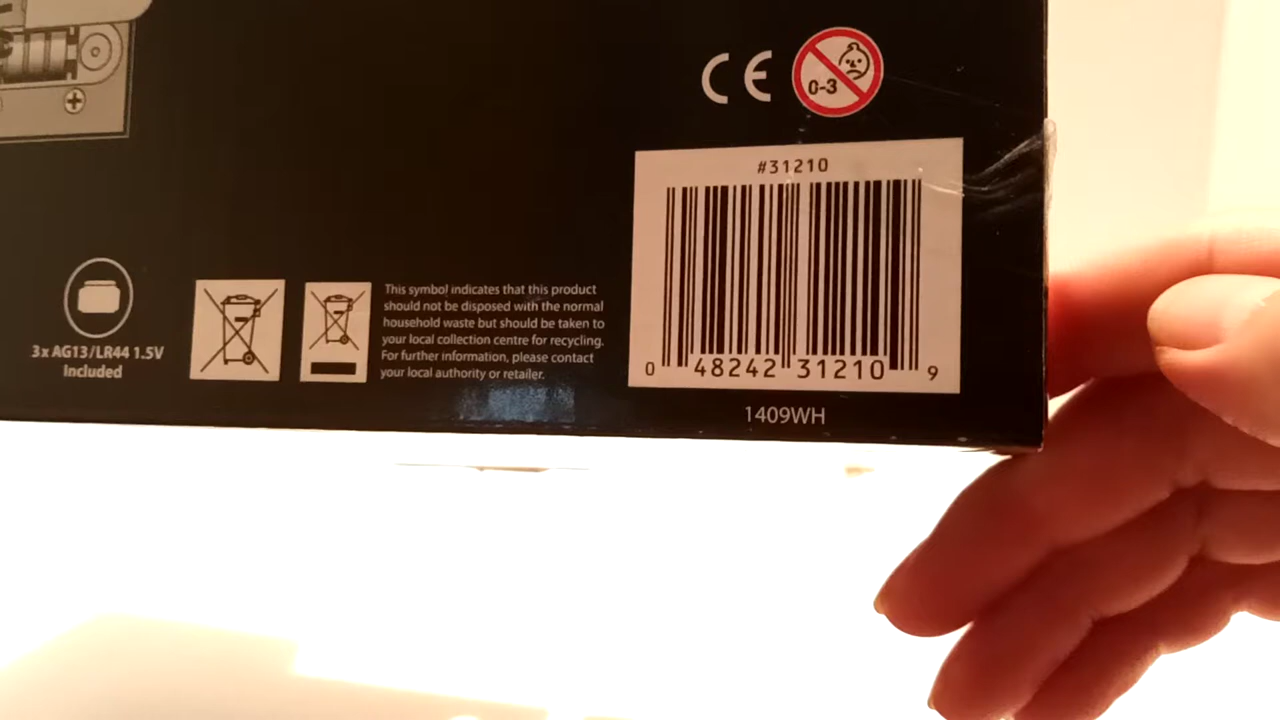 CE
0-3
#31210
0 48242 31210 9
1409WH
3x AG13/LR44 1.5V
Included
This symbol indicates that this product
should not be disposed with the normal
household waste but should be taken to
your local collection centre for recycling.
For further information, please contact
your local authority or retailer.